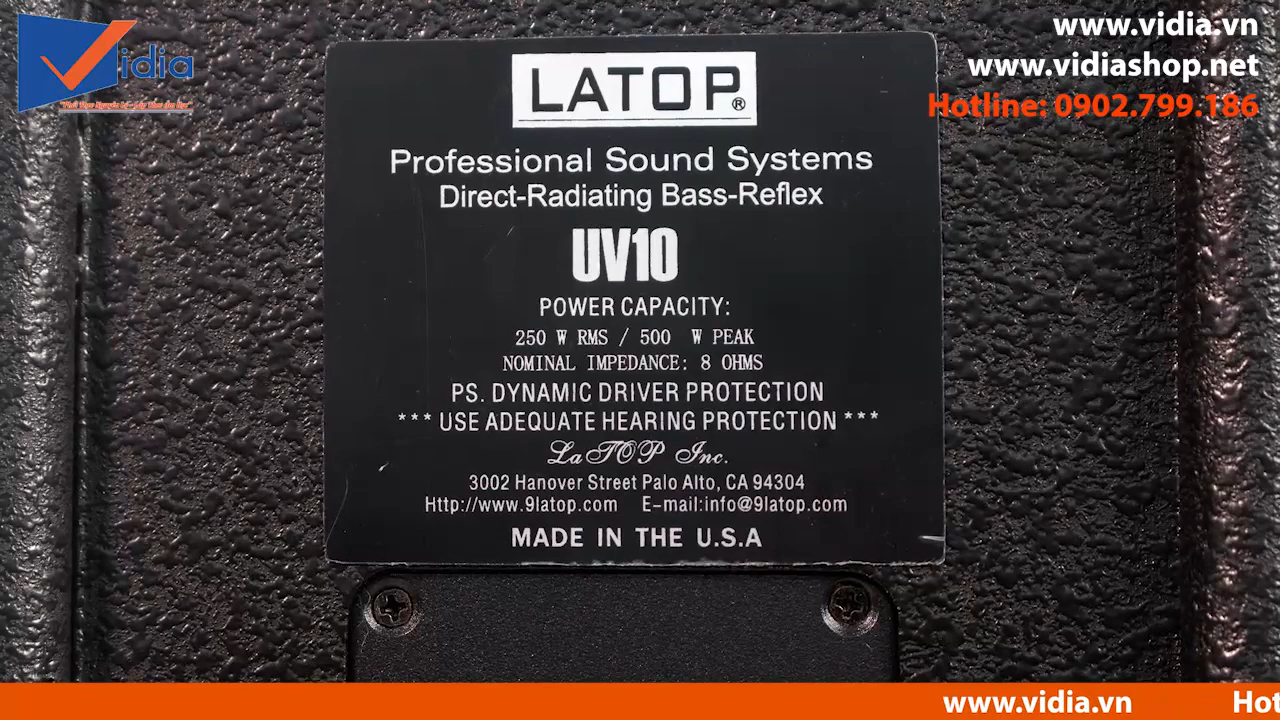 Vidia
www.vidia.vn
www.vidiashop.net
Hotline: 0902.799.186
LATOP®
Professional Sound Systems
Direct-Radiating Bass-Reflex
UV10
POWER CAPACITY:
250 W RMS / 500 W PEAK
NOMINAL IMPEDANCE: 8 OHMS
PS. DYNAMIC DRIVER PROTECTION
*** USE ADEQUATE HEARING PROTECTION ***
LaTOP Inc.
3002 Hanover Street Palo Alto, CA 94304
Http://www.9latop.com E-mail:info@9latop.com
MADE IN THE U.S.A
www.vidia.vn Hot